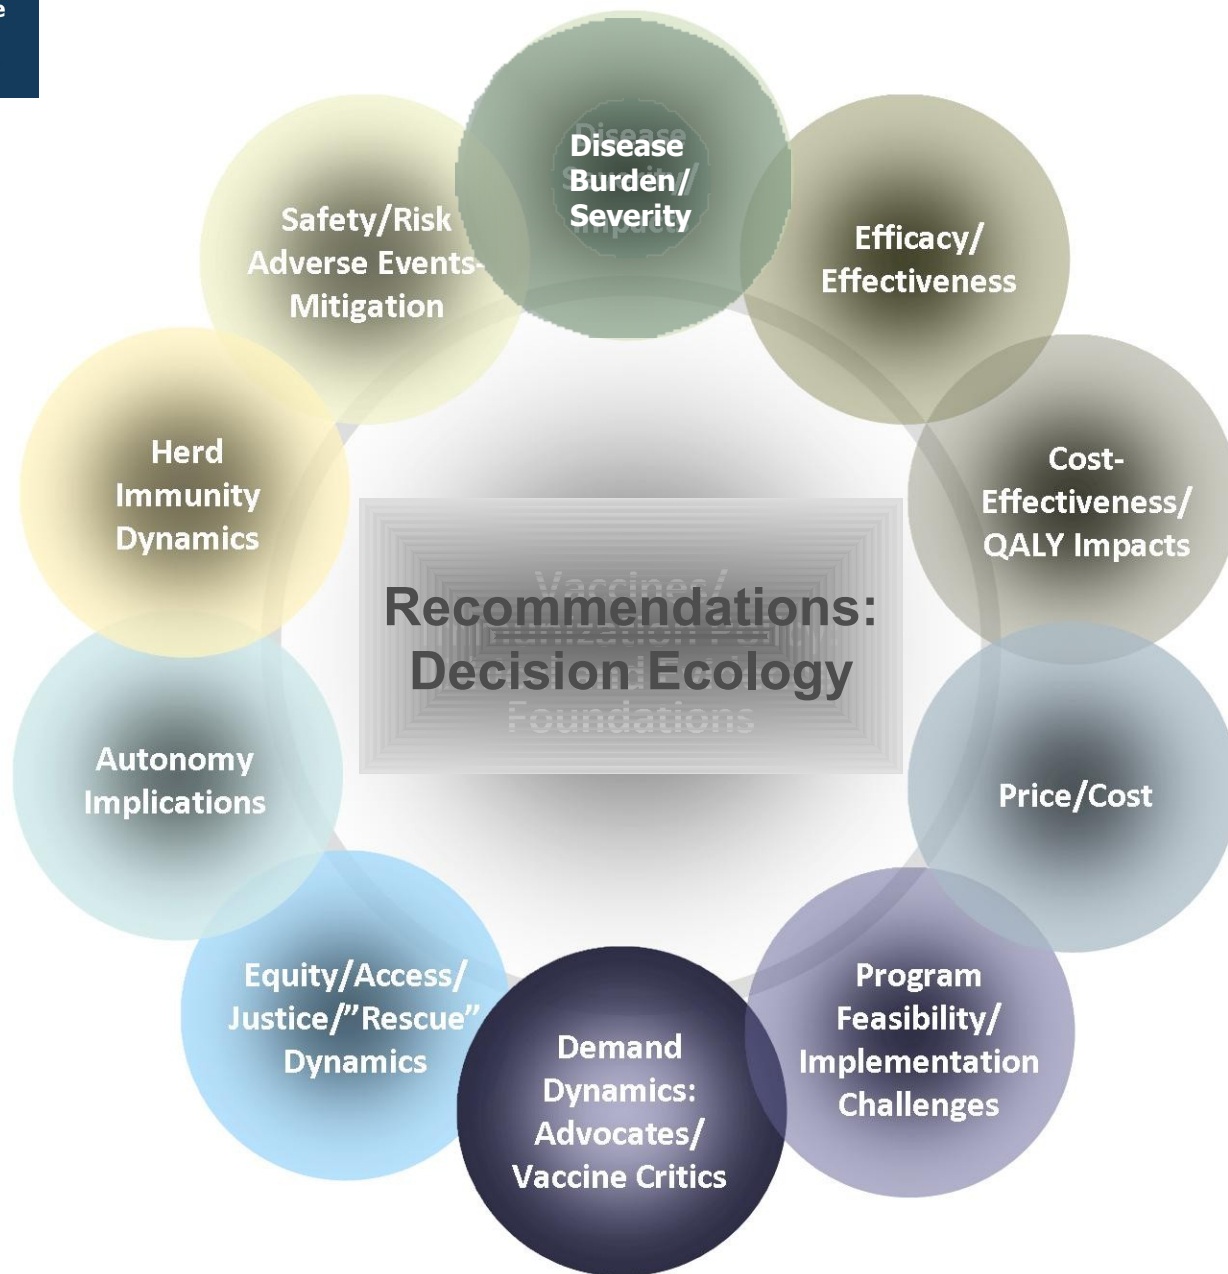 e
Disease
Burden/
Severity
Efficacy/
Effectiveness
Cost-
Effectiveness/
QALY Impacts
Price/Cost
Program
Feasibility/
Implementation
Challenges
Demand
Dynamics:
Advocates/
Vaccine Critics
Equity/Access/
Justice/”Rescue”
Dynamics
Autonomy
Implications
Herd
Immunity
Dynamics
Safety/Risk
Adverse Events-
Mitigation
Recommendations:
Decision Ecology
Vaccines/
Foundations